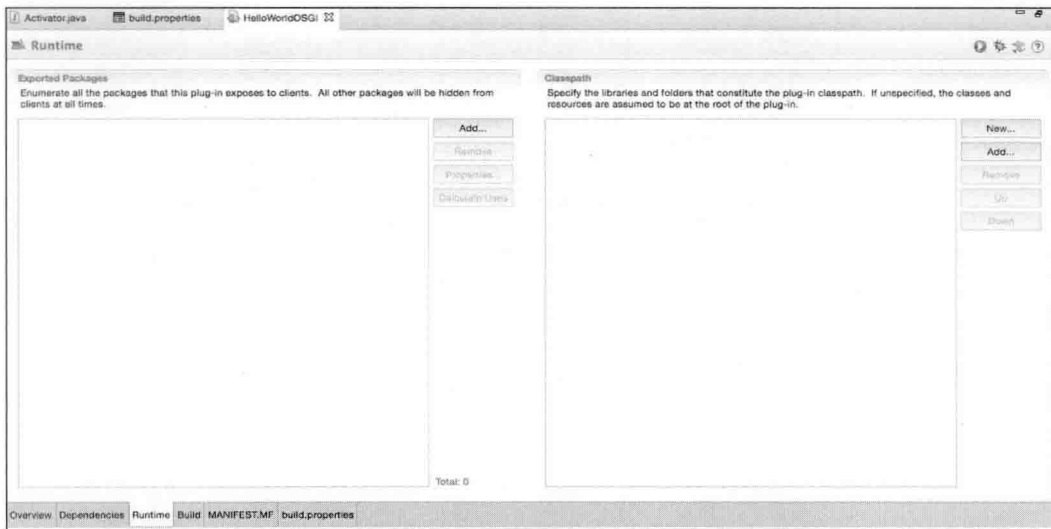 Activator.java build.properties HelloWorldOSGi
Runtime
Exported Packages
Enumerate all the packages that this plug-in exposes to clients. All other packages will be hidden from
clients at all times.
Add...
Remove
Properties...
Calculate Uses
Total: 0
Classpath
Specify the libraries and folders that constitute the plug-in classpath. If unspecified, the classes and
resources are assumed to be at the root of the plug-in.
New...
Add...
Remove
Up
Down
Overview Dependencies Runtime Build MANIFEST.MF build.properties